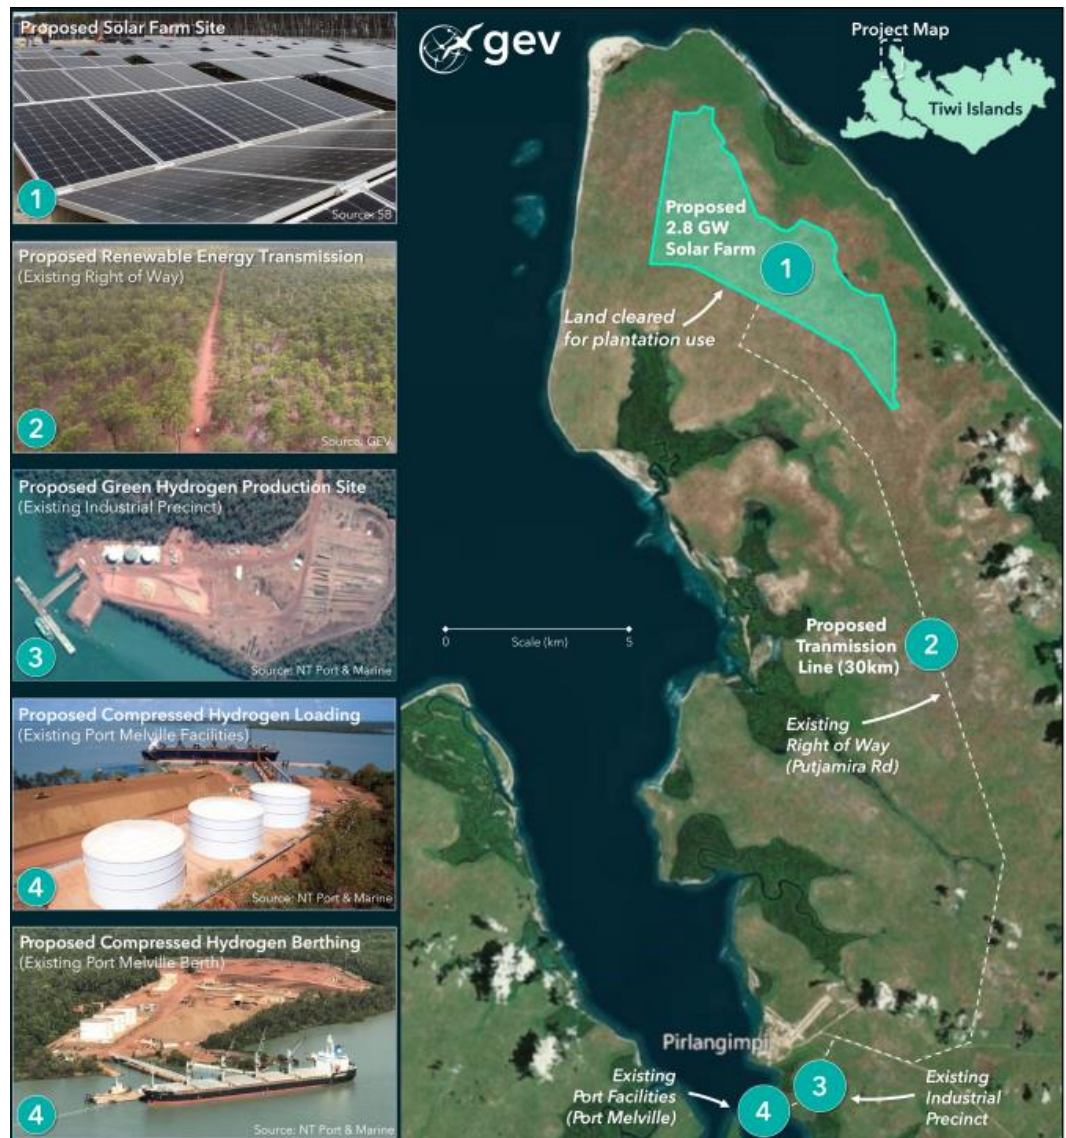 Proposed Solar Farm Site
1
Source: SB
Proposed Renewable Energy Transmission
(Existing Right of Way)
2
Source: GEV
Proposed Green Hydrogen Production Site
(Existing Industrial Precinct)
3
Source: NT Port & Marine
Proposed Compressed Hydrogen Loading
(Existing Port Melville Facilities)
4
Source: NT Port & Marine
Proposed Compressed Hydrogen Berthing
(Existing Port Melville Berth)
4
Source: NT Port & Marine
gev
Project Map
Tiwi Islands
Proposed
2.8 GW
Solar Farm
1
Land cleared
for plantation use
0 Scale (km) 5
Proposed
Tranmission
Line (30km)
2
Existing
Right of Way
(Putjamira Rd)
Pirlangimpi
Existing
Port Facilities
(Port Melville)
4
3
Existing
Industrial
Precinct